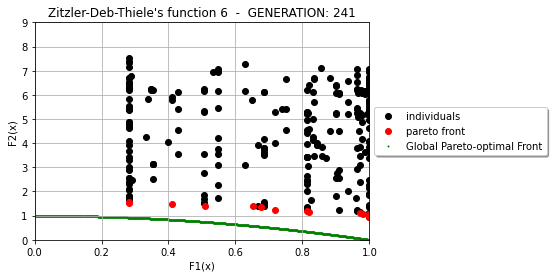 Zitzler-Deb-Thiele's function 6  -  GENERATION: 241
9
8
7
6
5
4
3
2
1
0
F2(x)
0.0 0.2 0.4 0.6 0.8 1.0
F1(x)
individuals
pareto front
Global Pareto-optimal Front